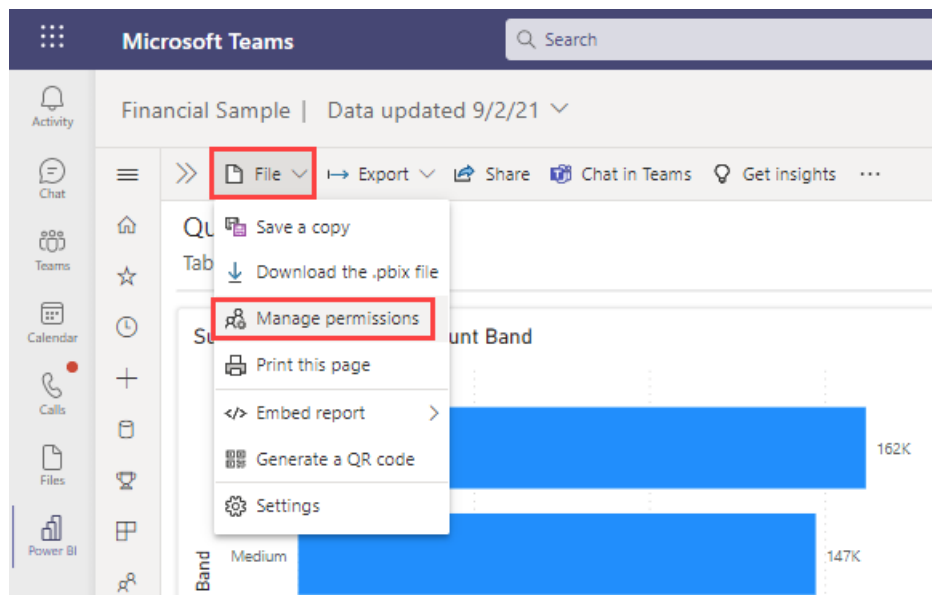 Microsoft Teams
Search
Activity
Financial Sample | Data updated 9/2/21
File
Export
Share
Chat in Teams
Get insights
Chat
Save a copy
Teams
Tab
Download the .pbix file
Manage permissions
Calendar
unt Band
Print this page
Calls
Embed report
162K
Generate a QR code
Files
Settings
Power BI
Medium
147K
Band